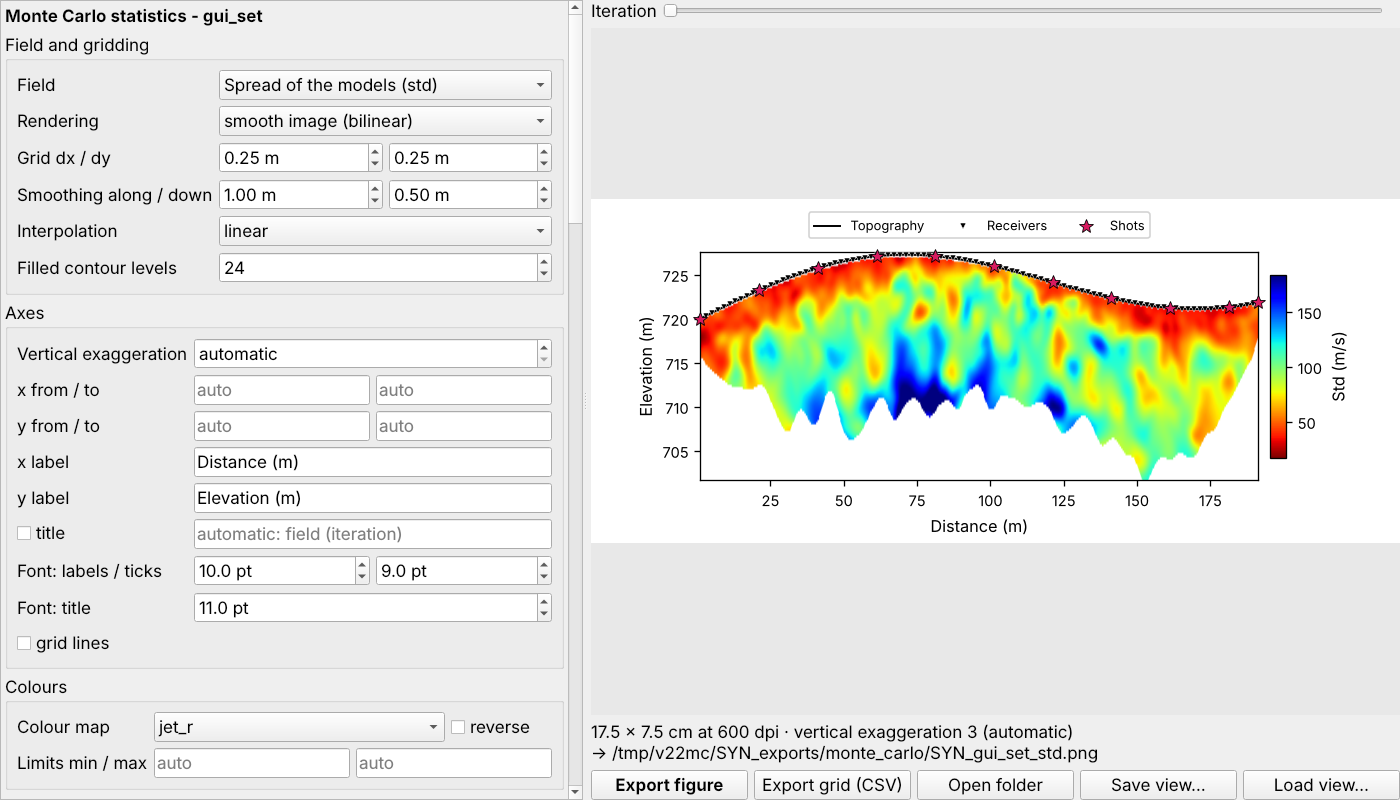 Monte Carlo statistics - gui_set
Field and gridding
Field
Spread of the models (std)
Rendering
smooth image (bilinear)
Grid dx / dy
0.25 m
0.25 m
Smoothing along / down
1.00 m
0.50 m
Interpolation
linear
Filled contour levels
24
Axes
Vertical exaggeration
automatic
x from / to
auto
auto
y from / to
auto
auto
x label
Distance (m)
y label
Elevation (m)
title
automatic: field (iteration)
Font: labels / ticks
10.0 pt
9.0 pt
Font: title
11.0 pt
grid lines
Colours
Colour map
jet_r
reverse
Limits min / max
auto
auto
Iteration
Topography
Receivers
Shots
725
720
715
710
705
Elevation (m)
25
50
75
100
125
150
175
Distance (m)
150
100
50
Std (m/s)
17.5 × 7.5 cm at 600 dpi · vertical exaggeration 3 (automatic)
→ /tmp/v22mc/SYN_exports/monte_carlo/SYN_gui_set_std.png
Export figure
Export grid (CSV)
Open folder
Save view...
Load view...